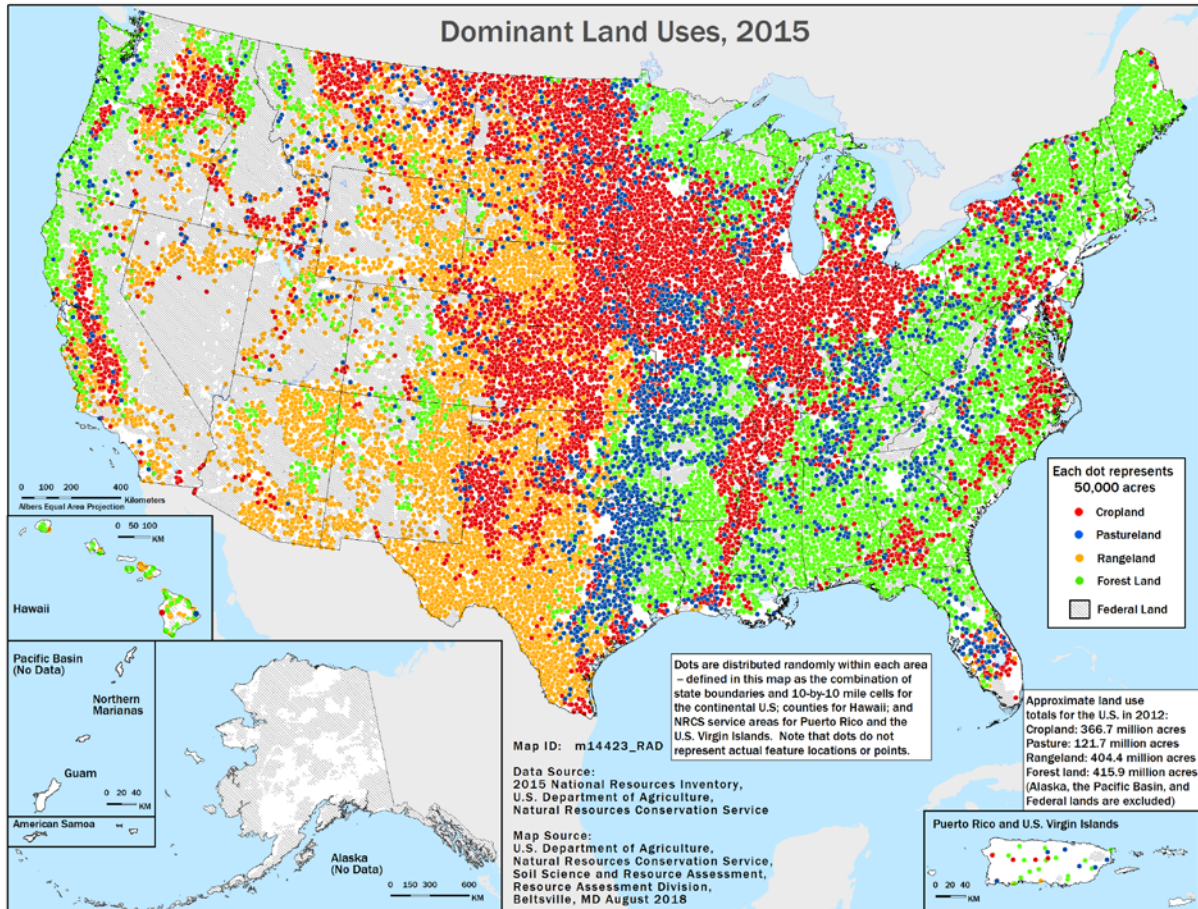 Dominant Land Uses, 2015
0 100 200 300 400
Kilometers
Albers Equal Area Projection
0 50 100
KM
Hawaii
Pacific Basin
(No Data)
Northern
Marianas
Guam
0 20 40
KM
American Samoa
Alaska
(No Data)
0 150 300 600
KM
Each dot represents
50,000 acres
Cropland
Pastureland
Rangeland
Forest Land
Federal Land
Dots are distributed randomly within each area
– defined in this map as the combination of
state boundaries and 10-by-10 mile cells for
the continental U.S; counties for Hawaii; and
NRCS service areas for Puerto Rico and the
U.S. Virgin Islands. Note that dots do not
represent actual feature locations or points.
Map ID: m14423_RAD
Data Source:
2015 National Resources Inventory,
U.S. Department of Agriculture,
Natural Resources Conservation Service
Map Source:
U.S. Department of Agriculture,
Natural Resources Conservation Service,
Soil Science and Resource Assessment,
Resource Assessment Division,
Beltsville, MD August 2018
Approximate land use
totals for the U.S. in 2012:
Cropland: 366.7 million acres
Pasture: 121.7 million acres
Rangeland: 404.4 million acres
Forest land: 415.9 million acres
(Alaska, the Pacific Basin, and
Federal lands are excluded)
Puerto Rico and U.S. Virgin Islands
0 20 40
KM